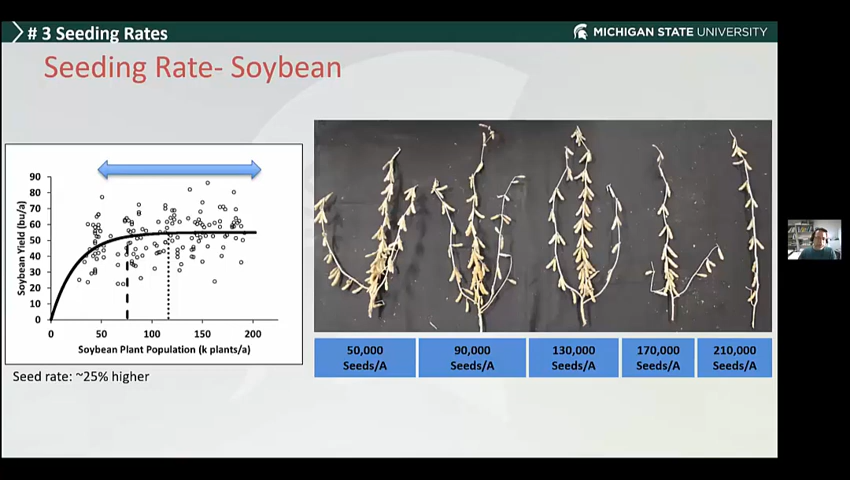 # 3 Seeding Rates
MICHIGAN STATE UNIVERSITY
Seeding Rate- Soybean
90
80
70
60
50
40
30
20
10
0
Soybean Yield (bu/a)
0 50 100 150 200
Soybean Plant Population (k plants/a)
Seed rate: ~25% higher
50,000
Seeds/A
90,000
Seeds/A
130,000
Seeds/A
170,000
Seeds/A
210,000
Seeds/A